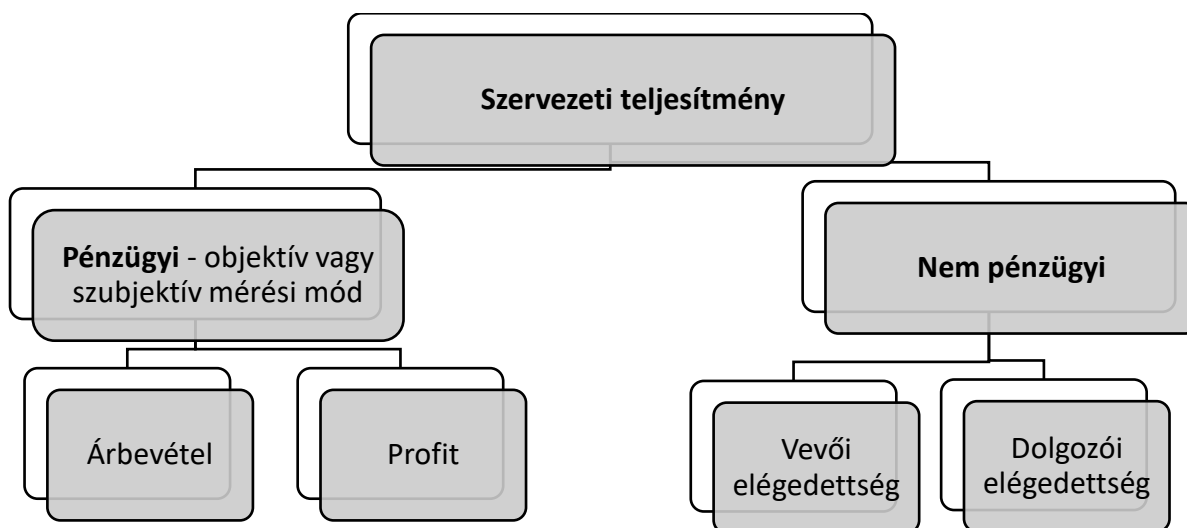 Szervezeti teljesítmény
Pénzügyi - objektív vagy
szubjektív mérési mód
Nem pénzügyi
Árbevétel
Profit
Vevői
elégedettség
Dolgozói
elégedettség